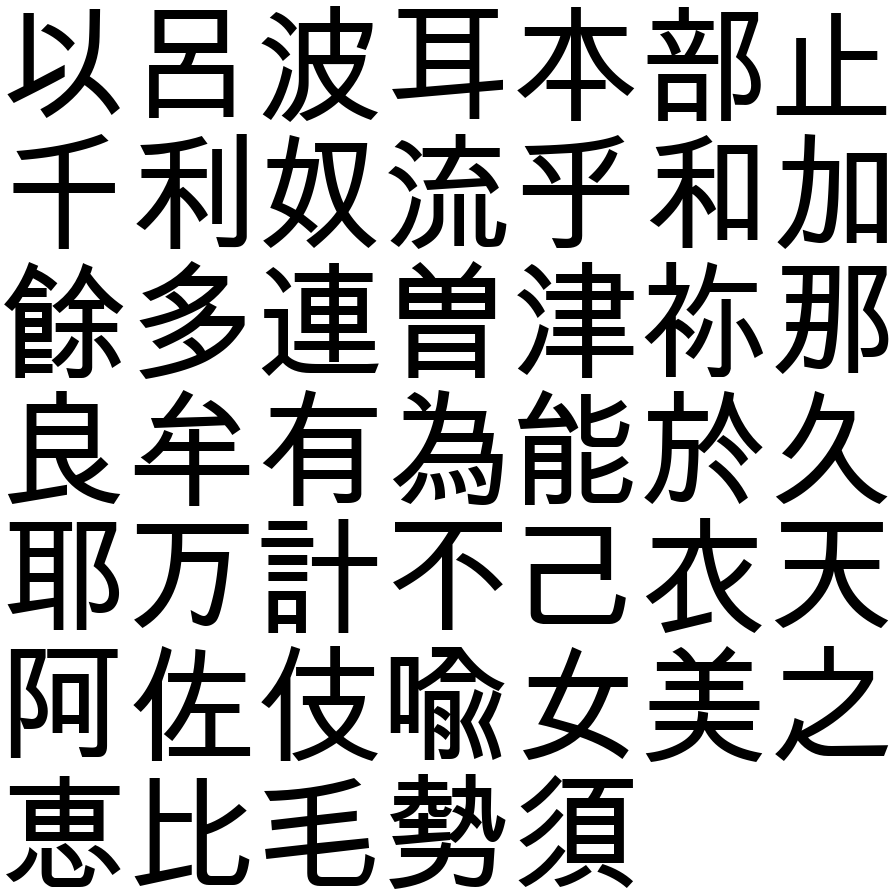 以呂波耳本部止
千利奴流乎和加
餘多連曽津祢那
良牟有為能於久
耶万計不己衣天
阿佐伎喩女美之
恵比毛勢須